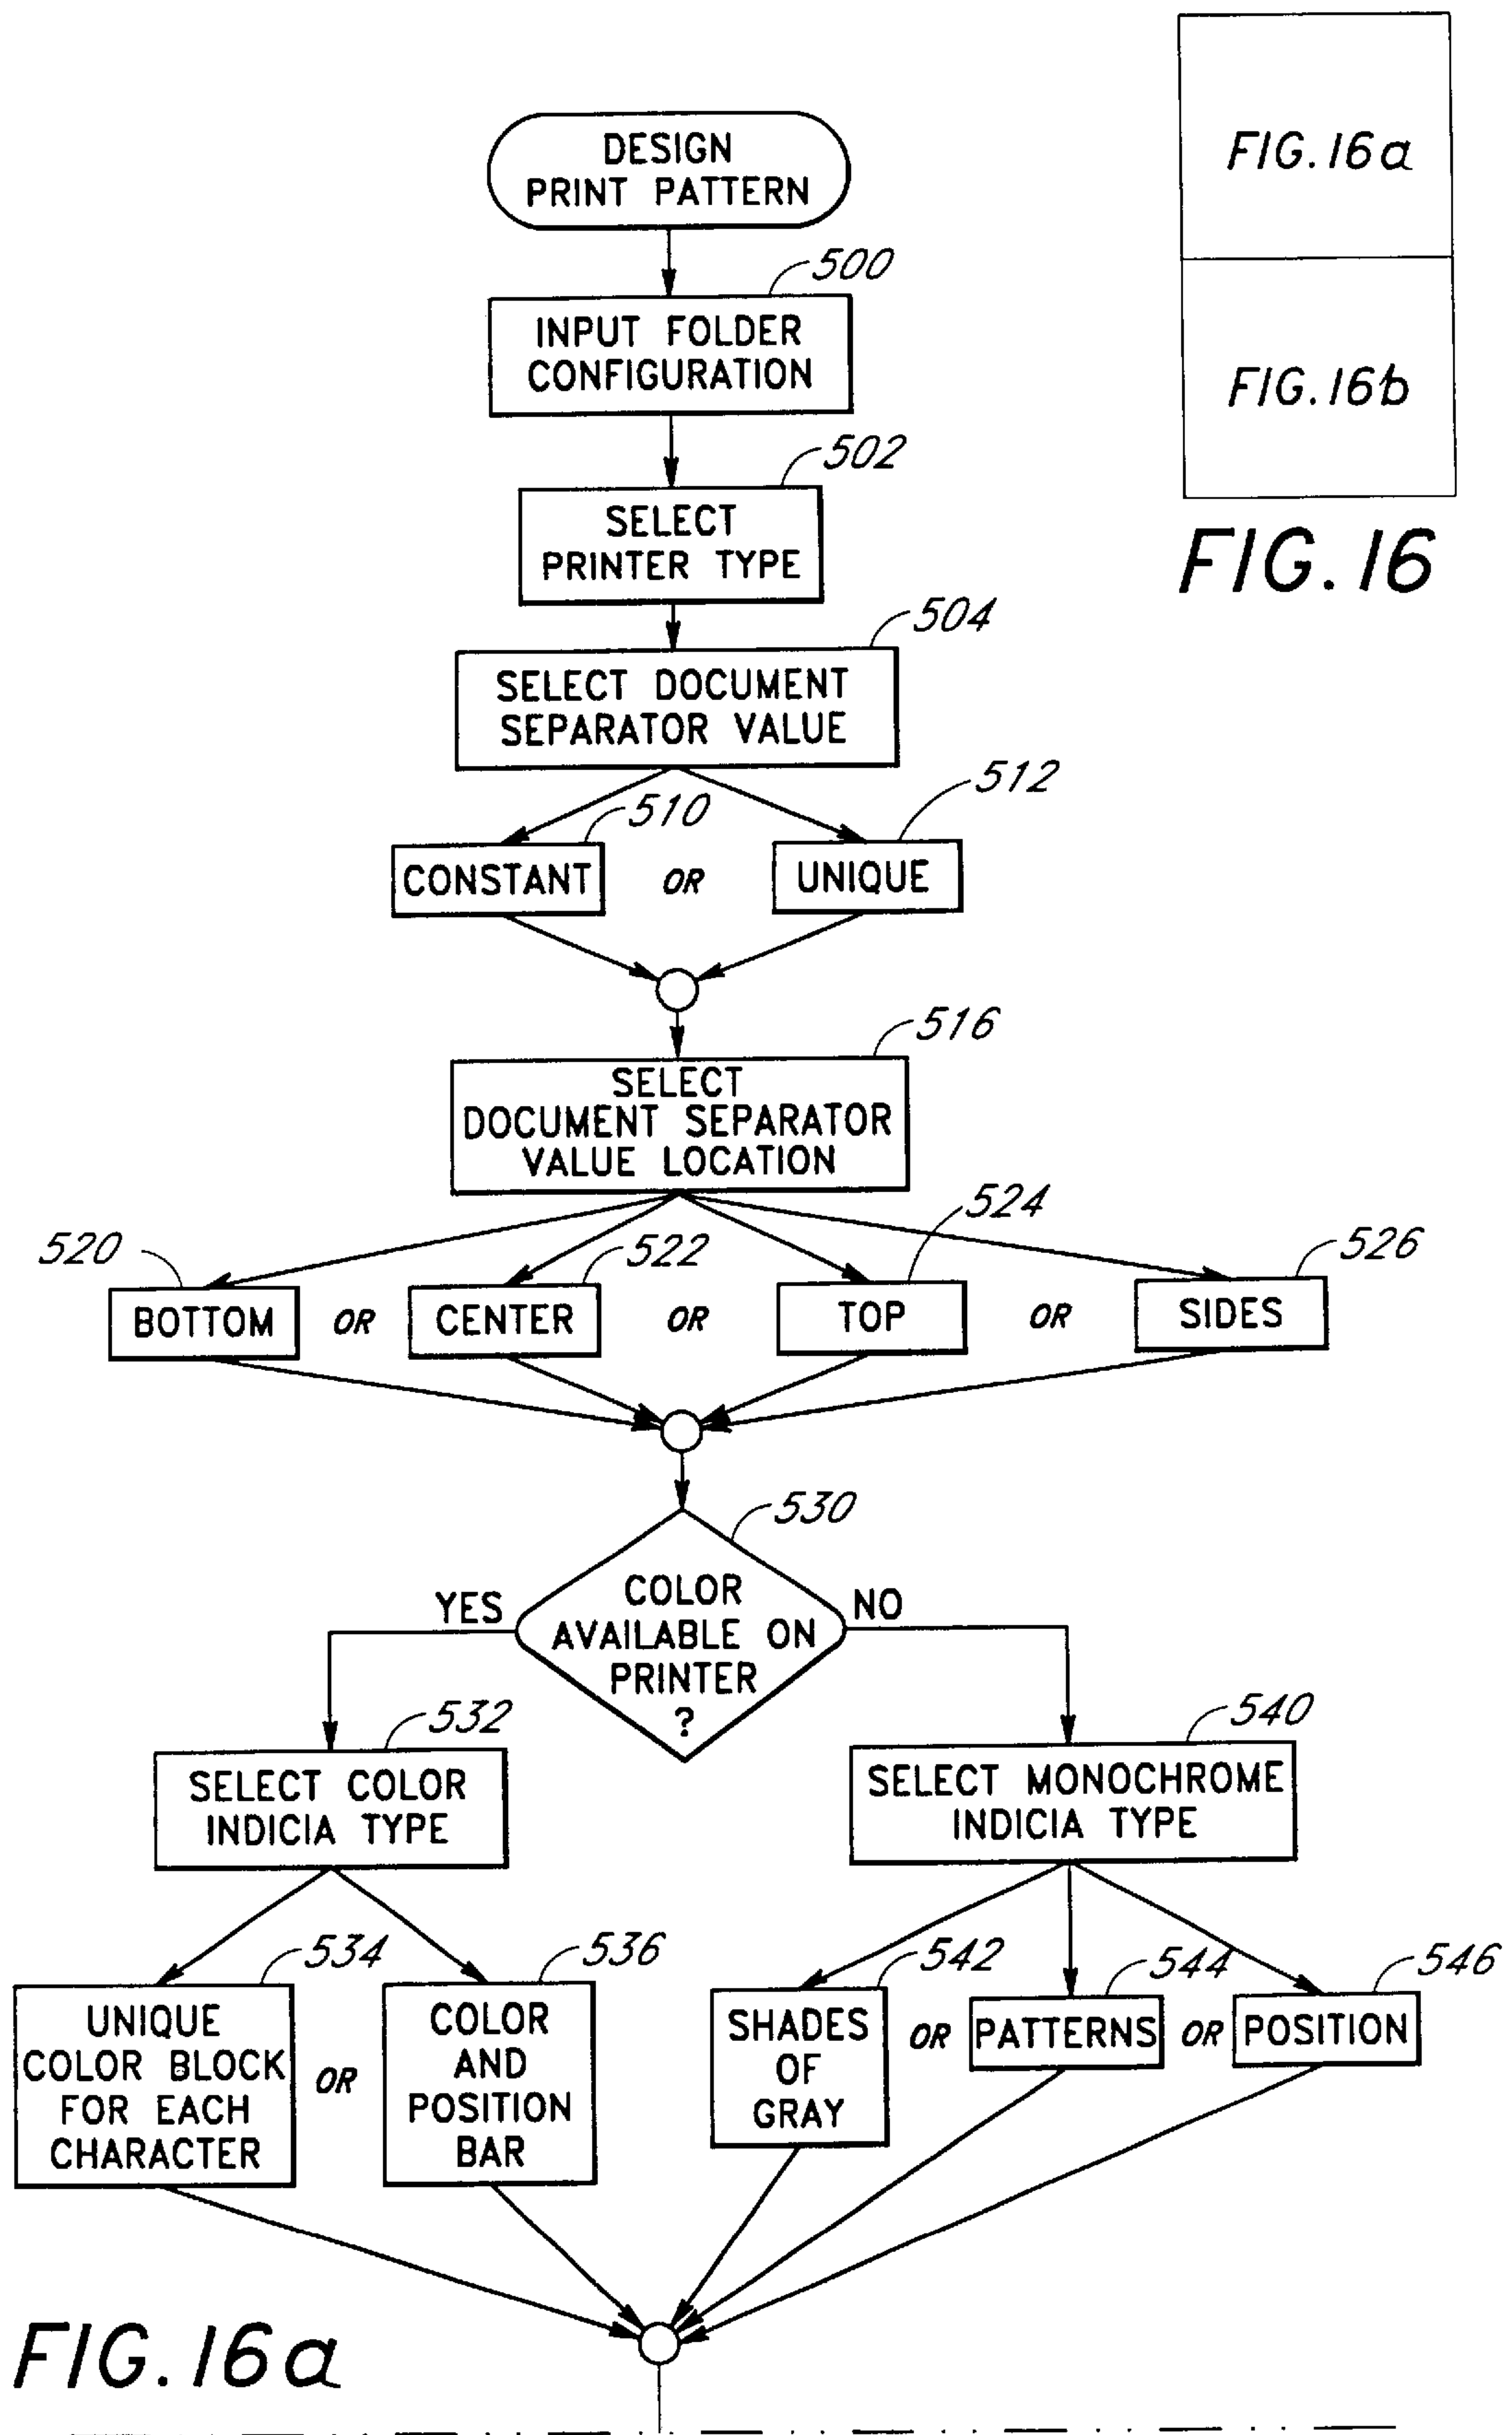 FIG. 16a
FIG. 16b
FIG. 16
DESIGN
PRINT PATTERN
500
INPUT FOLDER
CONFIGURATION
502
SELECT
PRINTER TYPE
504
SELECT DOCUMENT
SEPARATOR VALUE
510
512
CONSTANT OR UNIQUE
516
SELECT
DOCUMENT SEPARATOR
VALUE LOCATION
520
522
524
526
BOTTOM OR CENTER OR TOP OR SIDES
530
COLOR
AVAILABLE ON
PRINTER
?
YES
NO
532
SELECT COLOR
INDICIA TYPE
540
SELECT MONOCHROME
INDICIA TYPE
534
UNIQUE
COLOR BLOCK
FOR EACH
CHARACTER
OR
536
COLOR
AND
POSITION
BAR
542
SHADES
OF
GRAY
OR
544
PATTERNS
OR
546
POSITION
FIG. 16a